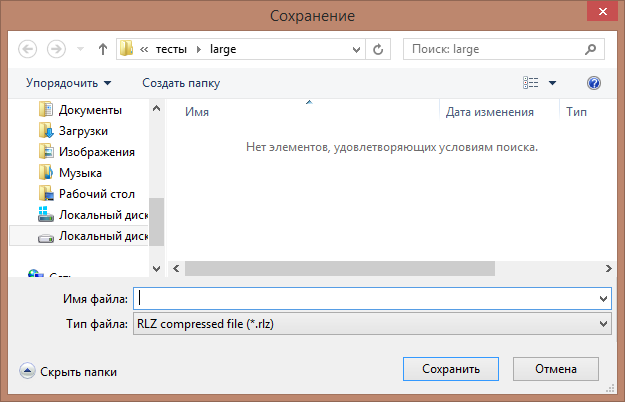 Сохранение
« тесты large
Поиск: large
Упорядочить Создать папку
Документы
Загрузки
Изображения
Музыка
Рабочий стол
Локальный диск
Локальный диск
Имя Дата изменения Тип
Нет элементов, удовлетворяющих условиям поиска.
Имя файла:
Тип файла: RLZ compressed file (*.rlz)
Скрыть папки
Сохранить Отмена